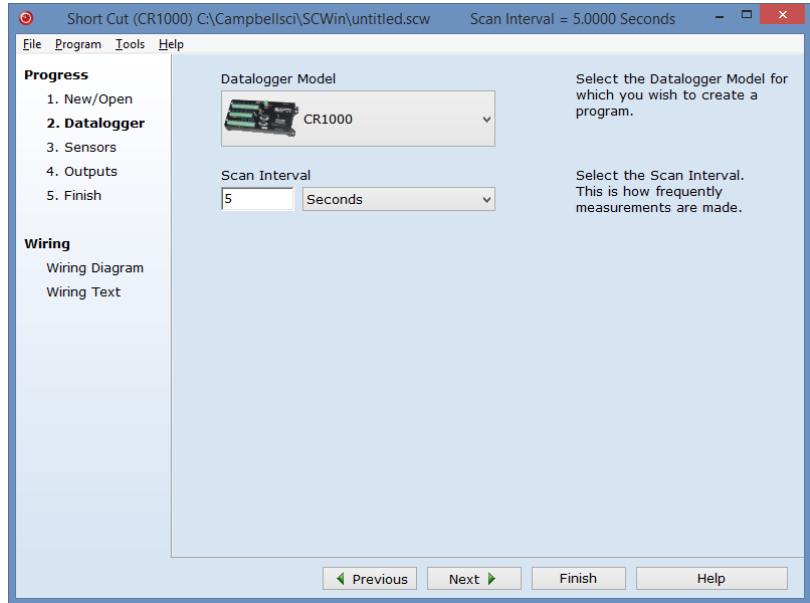 Short Cut (CR1000) C:\Campbellsci\SCWin\untitled.scw Scan Interval = 5.0000 Seconds
File Program Tools Help
Progress
1. New/Open
2. Datalogger
3. Sensors
4. Outputs
5. Finish
Wiring
Wiring Diagram
Wiring Text
Datalogger Model
CR1000
Select the Datalogger Model for
which you wish to create a
program.
Scan Interval
5 Seconds
Select the Scan Interval.
This is how frequently
measurements are made.
Previous Next Finish Help